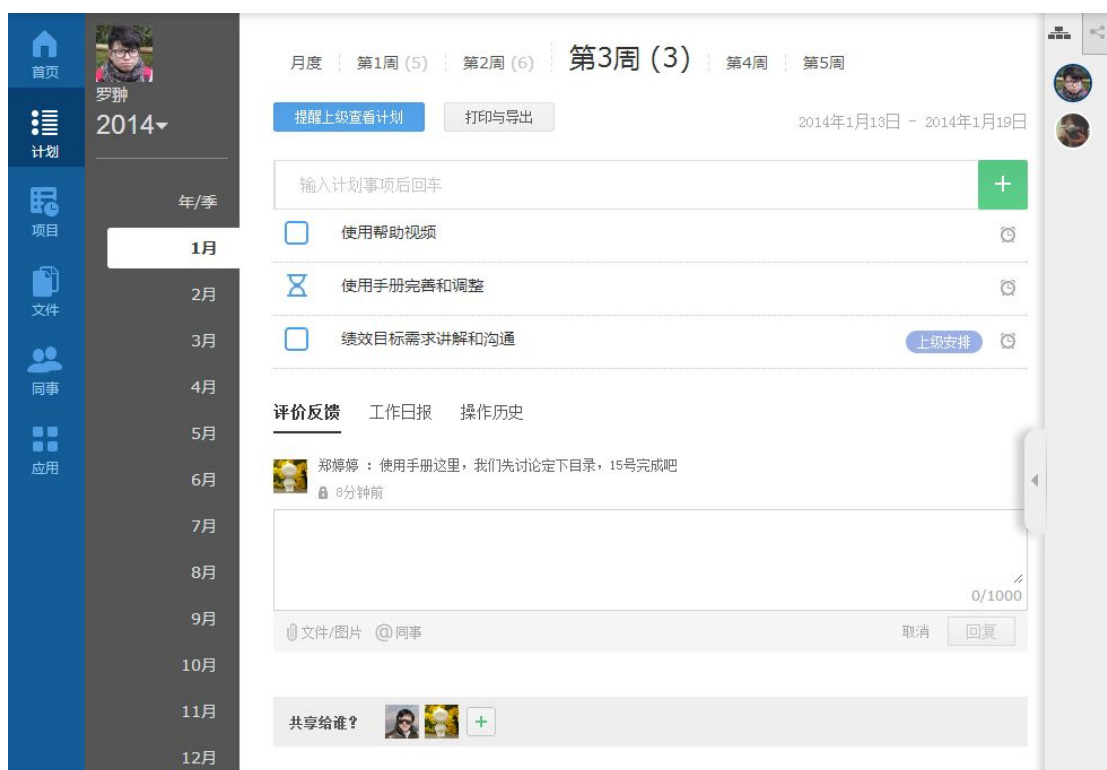 首页
计划
项目
文件
同事
应用
罗翀
2014
年/季
1月
2月
3月
4月
5月
6月
7月
8月
9月
10月
11月
12月
月度 第1周 (5) 第2周 (6) 第3周 (3) 第4周 第5周
提醒上级查看计划 打印与导出 2014年1月13日 - 2014年1月19日
输入计划事项后回车 +
使用帮助视频
使用手册完善和调整
绩效目标需求讲解和沟通 上级安排
评价反馈 工作日报 操作历史
郑婷婷 : 使用手册这里，我们先讨论定下目录，15号完成吧
8分钟前
0/1000
文件/图片 @同事 取消 回复
共享给谁? +